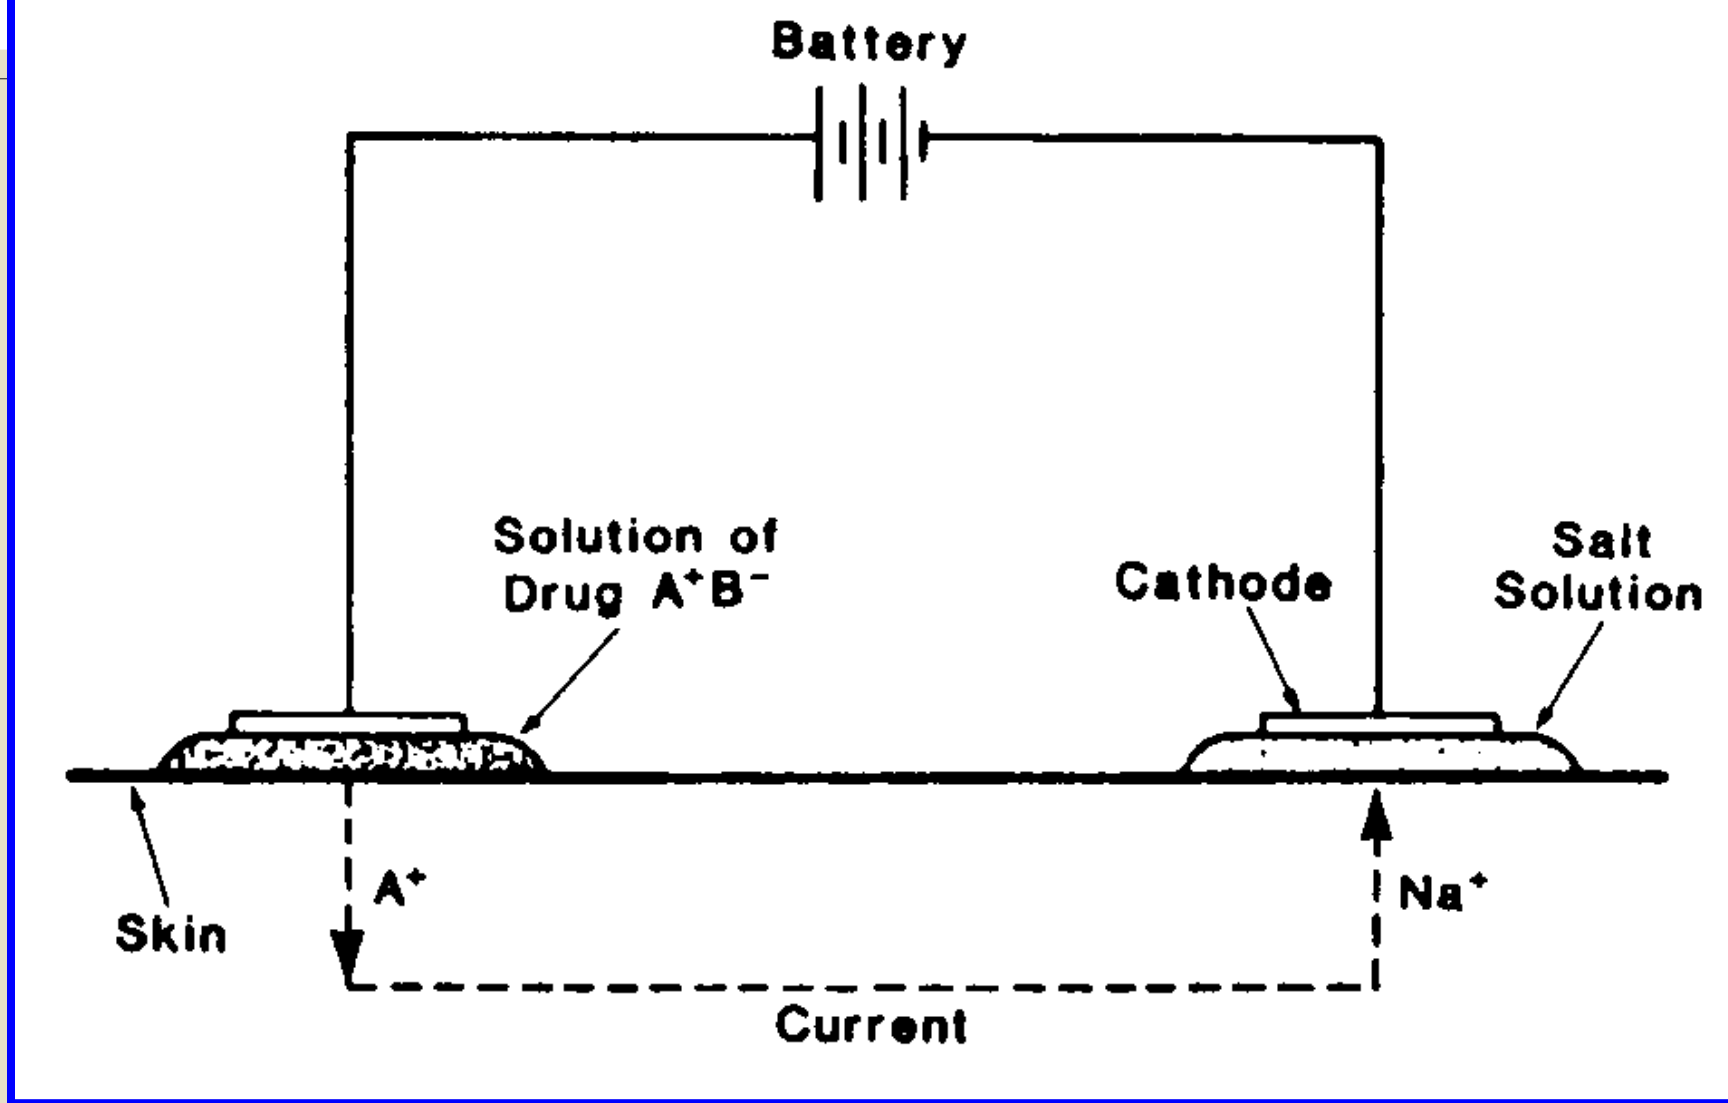 Battery
Solution of
Drug A⁺B⁻
Cathode
Salt
Solution
A⁺
Na⁺
Skin
Current